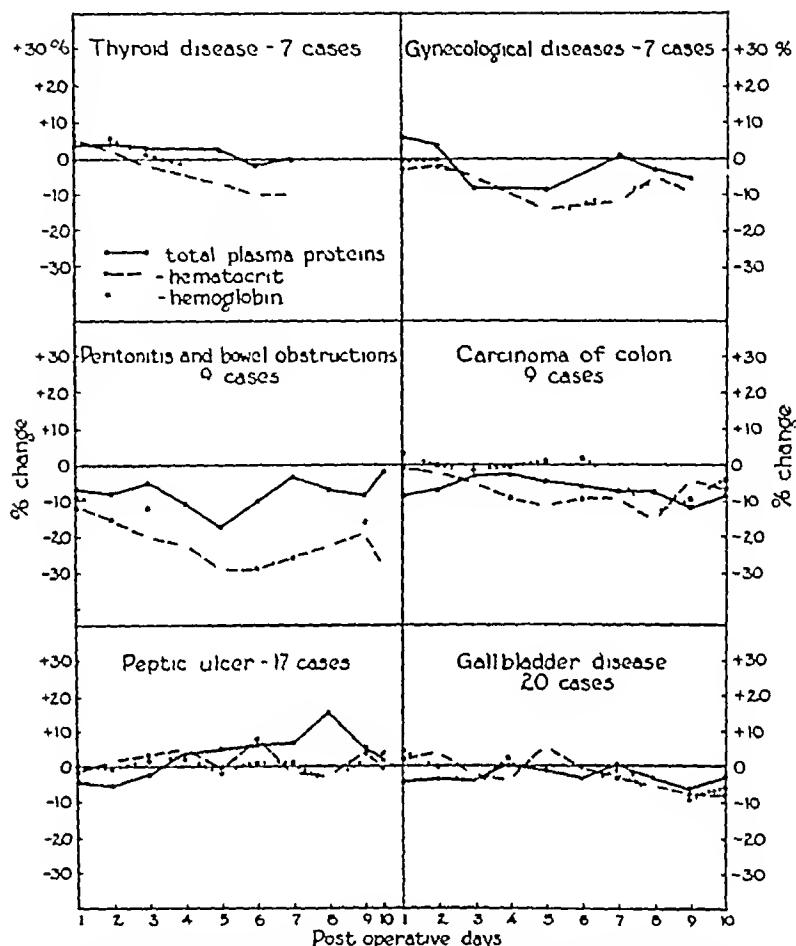 Thyroid disease - 7 cases
Gynecological diseases - 7 cases
+30%
+20
+10
0
-10
-20
-30
+30%
+20
+10
0
-10
-20
-30
total plasma proteins
-hematocrit
-hemoglobin
Peritonitis and bowel obstructions
9 cases
Carcinoma of colon
9 cases
+30
+20
+10
0
-10
-20
-30
% change
+30
+20
+10
0
-10
-20
-30
% change
Peptic ulcer - 17 cases
Gallbladder disease
20 cases
+30
+20
+10
0
-10
-20
-30
+30
+20
+10
0
-10
-20
-30
1 2 3 4 5 6 7 8 9 10
1 2 3 4 5 6 7 8 9 10
Post operative days